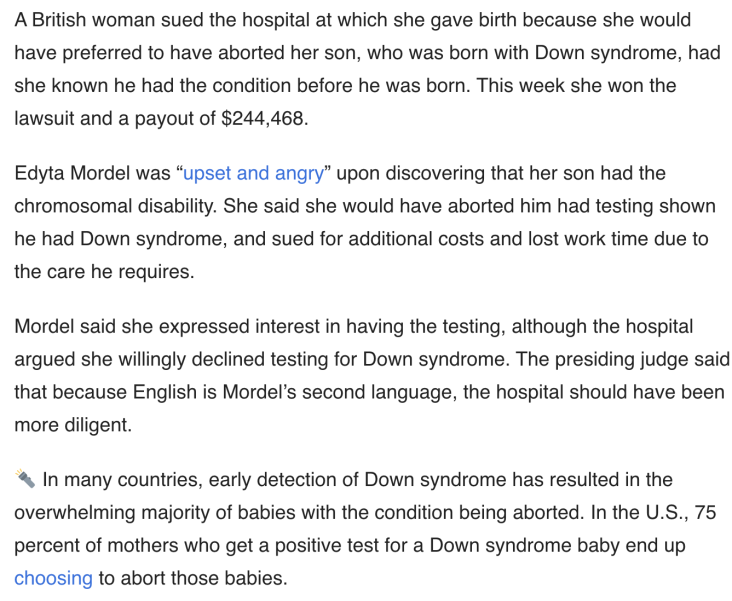 A British woman sued the hospital at which she gave birth because she would
have preferred to have aborted her son, who was born with Down syndrome, had
she known he had the condition before he was born. This week she won the
lawsuit and a payout of $244,468.
Edyta Mordel was “upset and angry” upon discovering that her son had the
chromosomal disability. She said she would have aborted him had testing shown
he had Down syndrome, and sued for additional costs and lost work time due to
the care he requires.
Mordel said she expressed interest in having the testing, although the hospital
argued she willingly declined testing for Down syndrome. The presiding judge said
that because English is Mordel’s second language, the hospital should have been
more diligent.
🔦 In many countries, early detection of Down syndrome has resulted in the
overwhelming majority of babies with the condition being aborted. In the U.S., 75
percent of mothers who get a positive test for a Down syndrome baby end up
choosing to abort those babies.